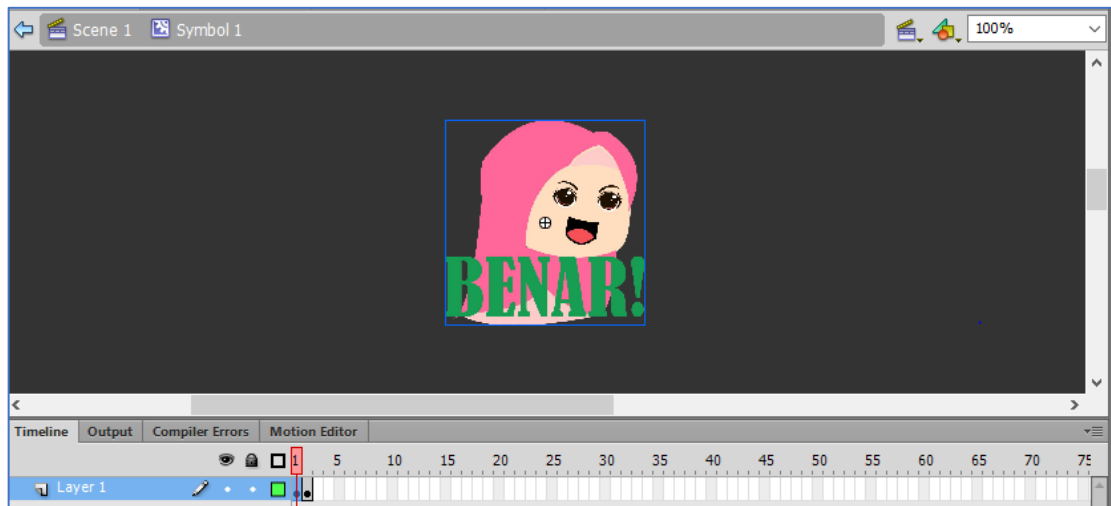 Scene 1 Symbol 1 100%
BENAR!
Timeline Output Compiler Errors Motion Editor
1 5 10 15 20 25 30 35 40 45 50 55 60 65 70 75
Layer 1